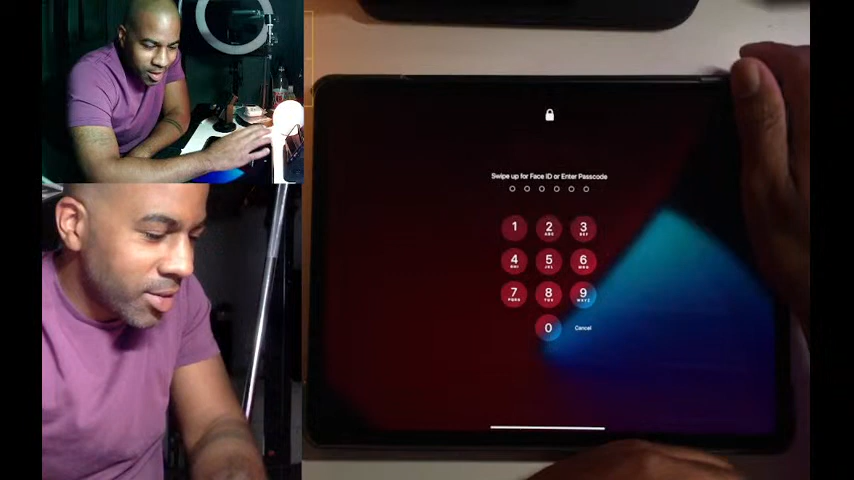 Swipe up for Face ID or Enter Passcode
1 2 3
ABC DEF
4 5 6
GHI JKL MNO
7 8 9
PQRS TUV WXYZ
0 Cancel